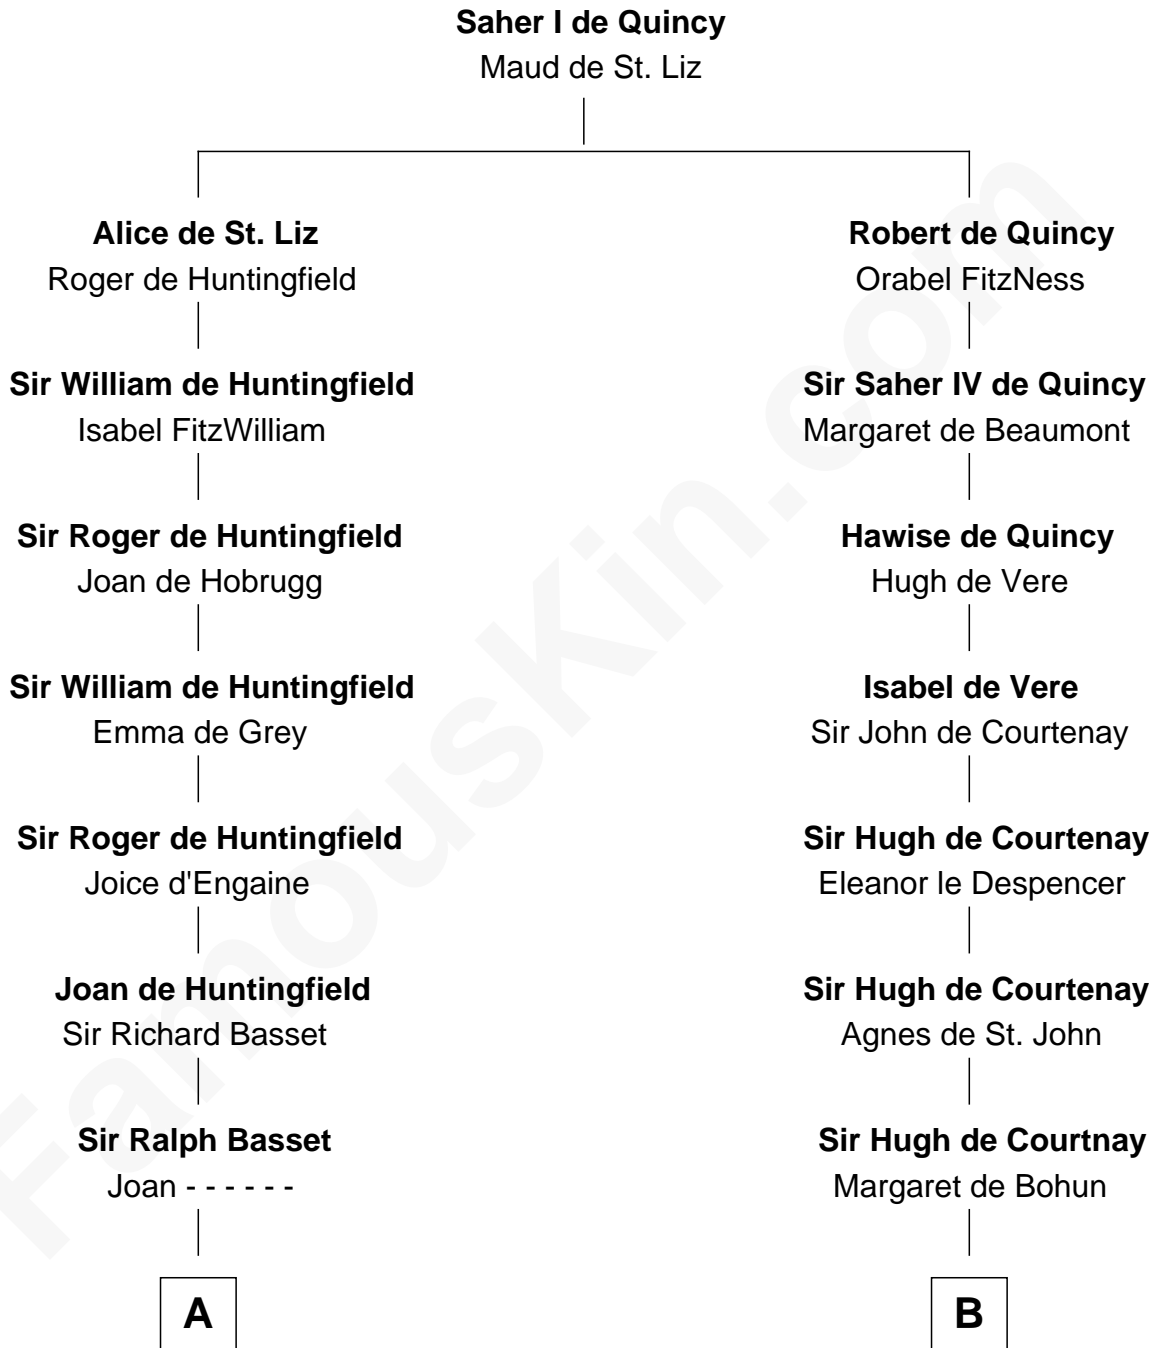 Saher I de Quincy
Maud de St. Liz
Alice de St. Liz
Roger de Huntingfield
Robert de Quincy
Orabel FitzNess
Sir William de Huntingfield
Isabel FitzWilliam
Sir Saher IV de Quincy
Margaret de Beaumont
Sir Roger de Huntingfield
Joan de Hobrugg
Hawise de Quincy
Hugh de Vere
Sir William de Huntingfield
Emma de Grey
Isabel de Vere
Sir John de Courtenay
Sir Roger de Huntingfield
Joice d'Engaine
Sir Hugh de Courtenay
Eleanor le Despencer
Joan de Huntingfield
Sir Richard Basset
Sir Hugh de Courtenay
Agnes de St. John
Sir Ralph Basset
Joan - - - - - -
Sir Hugh de Courtnay
Margaret de Bohun
A
B
FamousKin.com